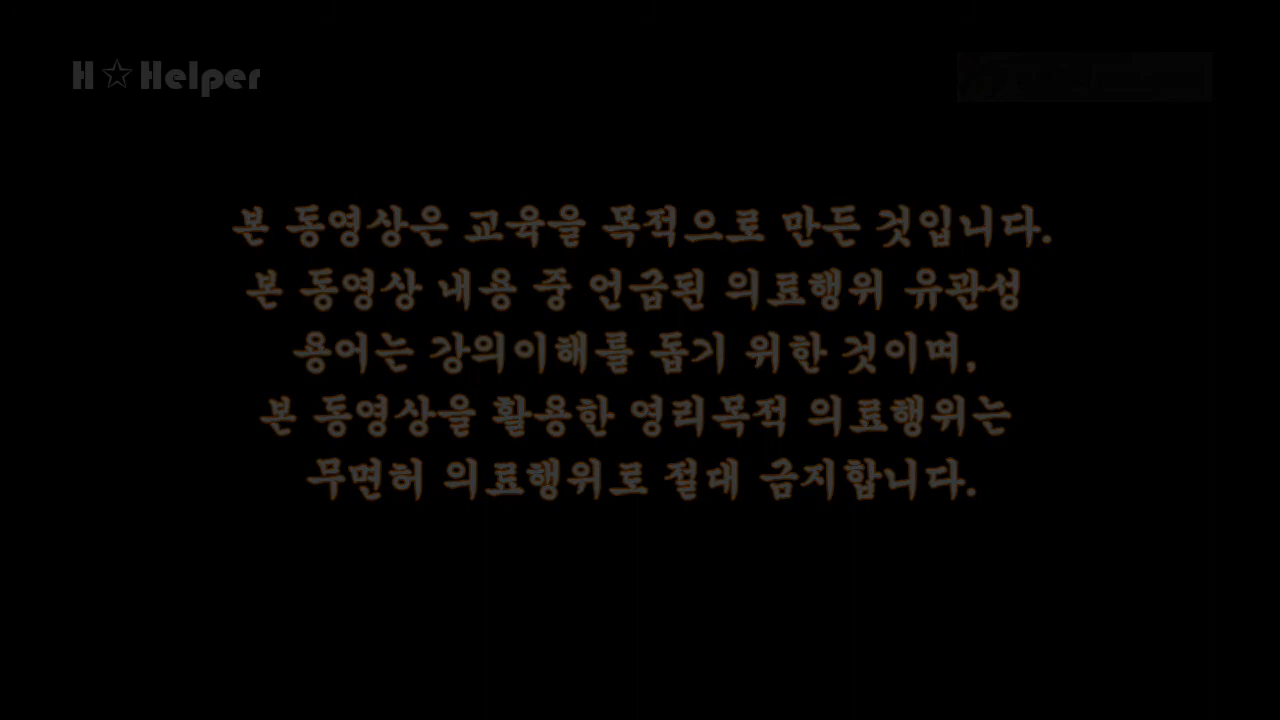 H☆Helper
본 동영상은 교육을 목적으로 만든 것입니다.
본 동영상 내용 중 언급된 의료행위 유관성
용어는 강의이해를 돕기 위한 것이며,
본 동영상을 활용한 영리목적 의료행위는
무면허 의료행위로 절대 금지합니다.